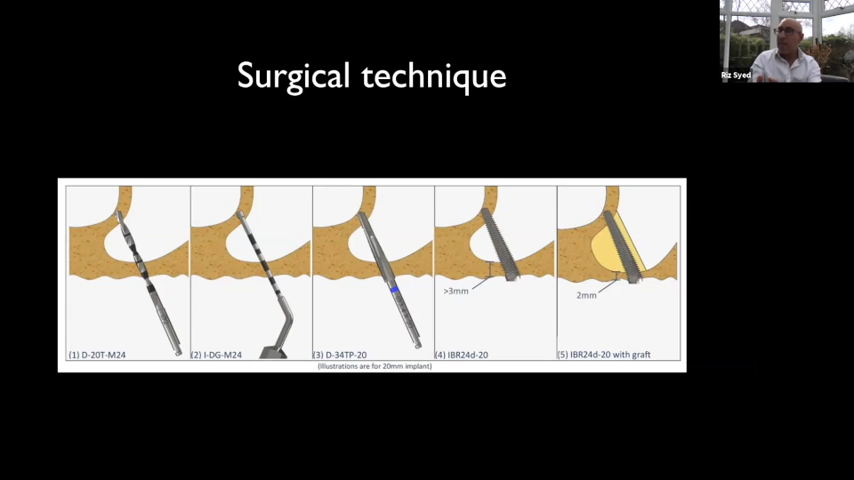 Surgical technique
Riz Syed
>3mm
2mm
(1) D-20T-M24
(2) I-DG-M24
(3) D-34TP-20
(4) IBR24d-20
(5) IBR24d-20 with graft
(Illustrations are for 20mm implant)